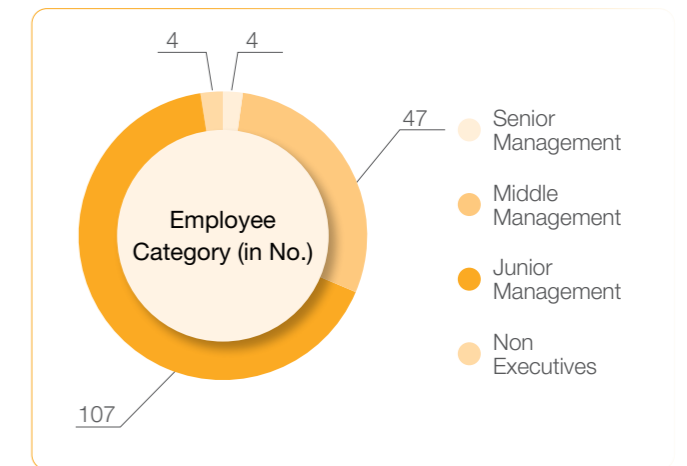 4
4
47
Employee
Category (in No.)
107
Senior
Management
Middle
Management
Junior
Management
Non
Executives